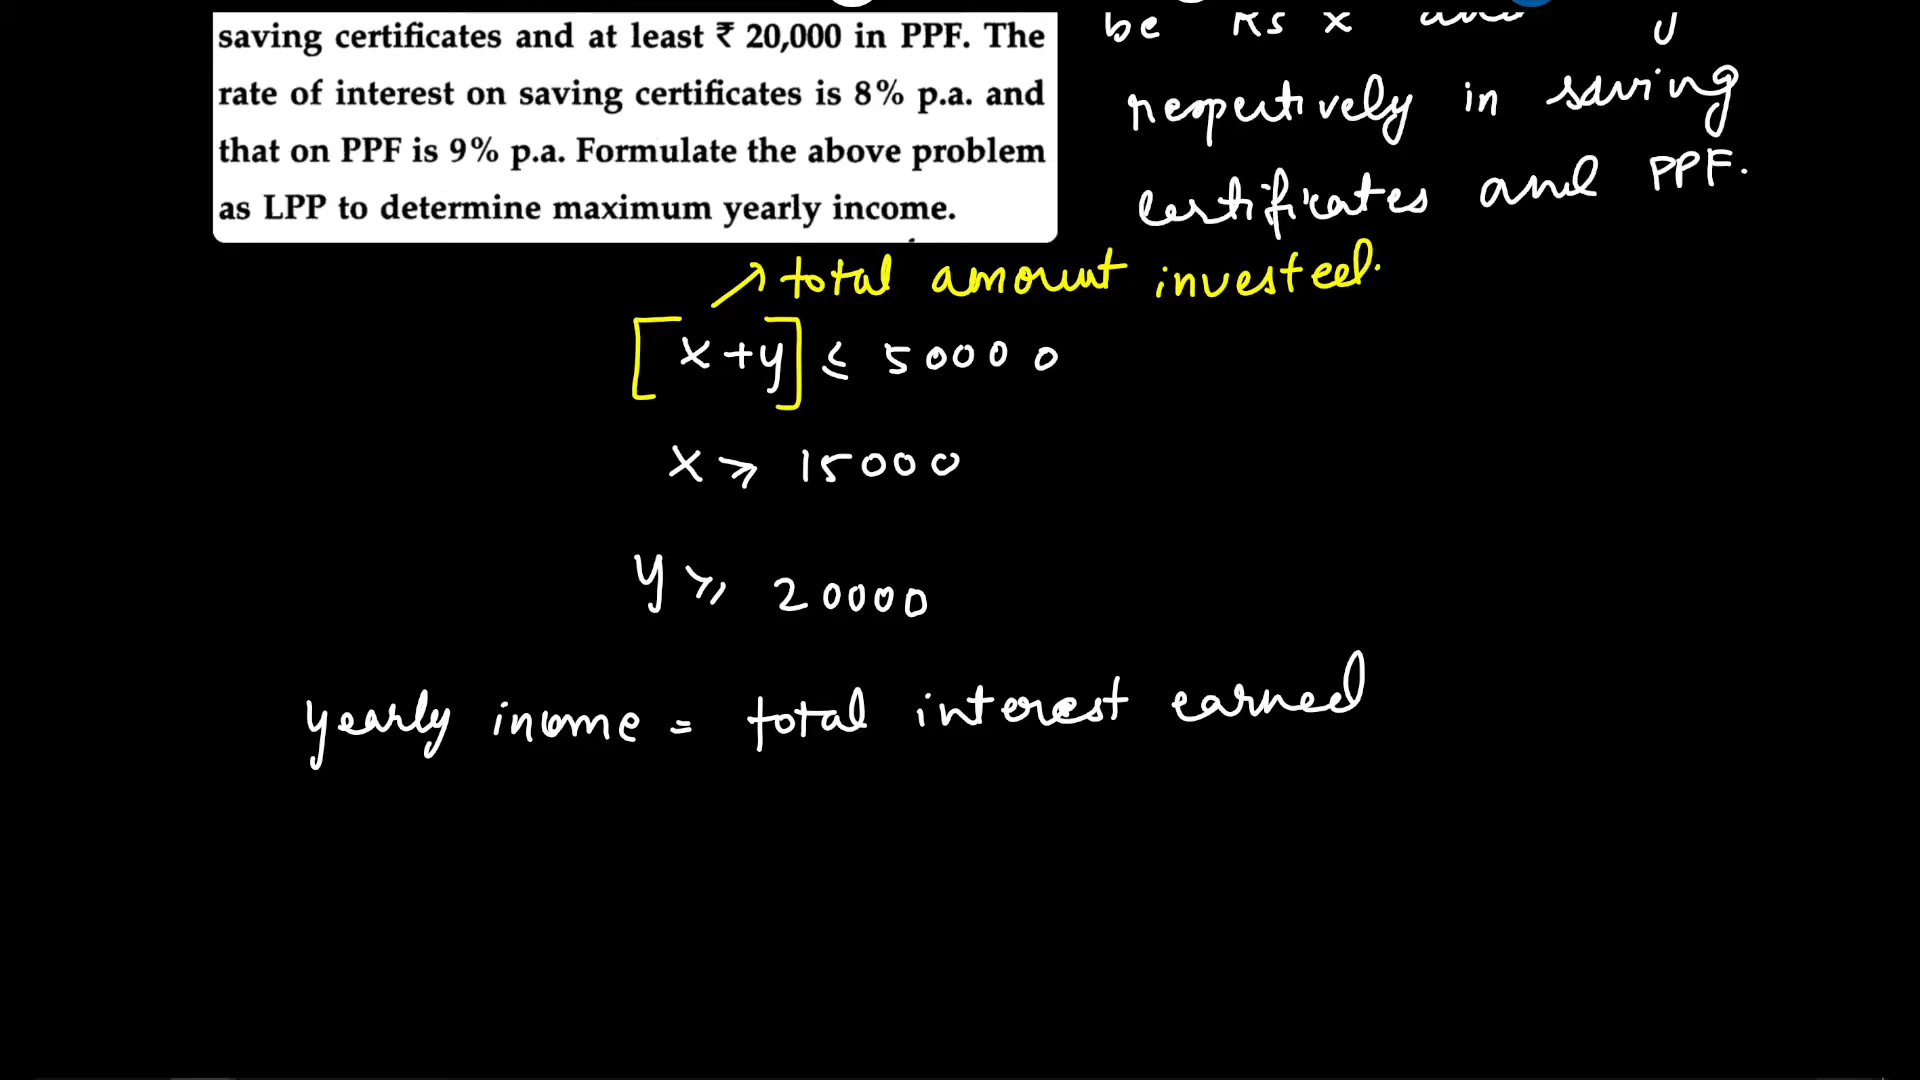 saving certificates and at least ₹ 20,000 in PPF. The
rate of interest on saving certificates is 8% p.a. and
that on PPF is 9% p.a. Formulate the above problem
as LPP to determine maximum yearly income.
be Rs x and y
respectively in saving
certificates and PPF.
total amount invested.
[x+y] ≤ 50000
x ⩾ 15000
y ⩾ 20000
yearly income = total interest earned